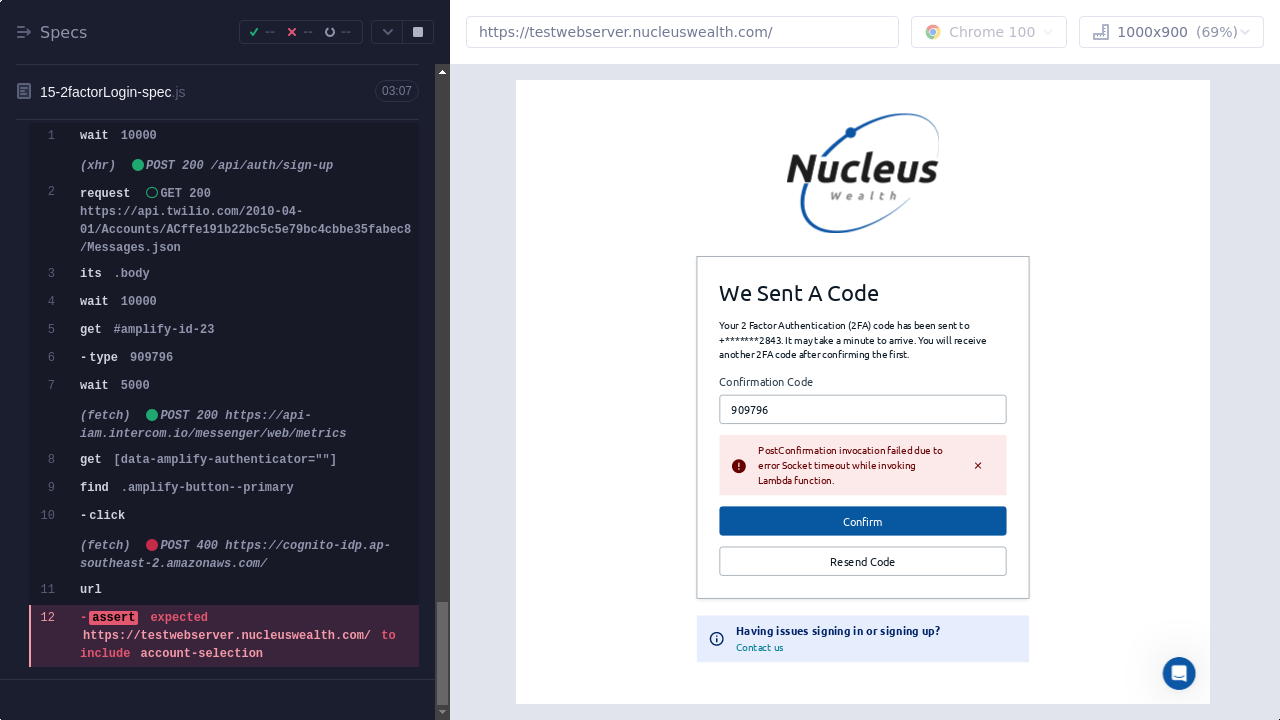 Specs
--
--
--
https://testwebserver.nucleuswealth.com/
Chrome 100
1000x900 (69%)
15-2factorLogin-spec.js
03:07
1 wait 10000
(xhr) POST 200 /api/auth/sign-up
2 request GET 200
https://api.twilio.com/2010-04-
01/Accounts/ACffe191b22bc5c5e79bc4cbbe35fabec8
/Messages.json
3 its .body
4 wait 10000
5 get #amplify-id-23
6 -type 909796
7 wait 5000
(fetch) POST 200 https://api-
iam.intercom.io/messenger/web/metrics
8 get [data-amplify-authenticator=""]
9 find .amplify-button--primary
10 -click
(fetch) POST 400 https://cognito-idp.ap-
southeast-2.amazonaws.com/
11 url
12 -assert expected
https://testwebserver.nucleuswealth.com/ to
include account-selection
Nucleus
Wealth
We Sent A Code
Your 2 Factor Authentication (2FA) code has been sent to
+*******2843. It may take a minute to arrive. You will receive
another 2FA code after confirming the first.
Confirmation Code
909796
PostConfirmation invocation failed due to
error Socket timeout while invoking
Lambda function.
Confirm
Resend Code
Having issues signing in or signing up?
Contact us